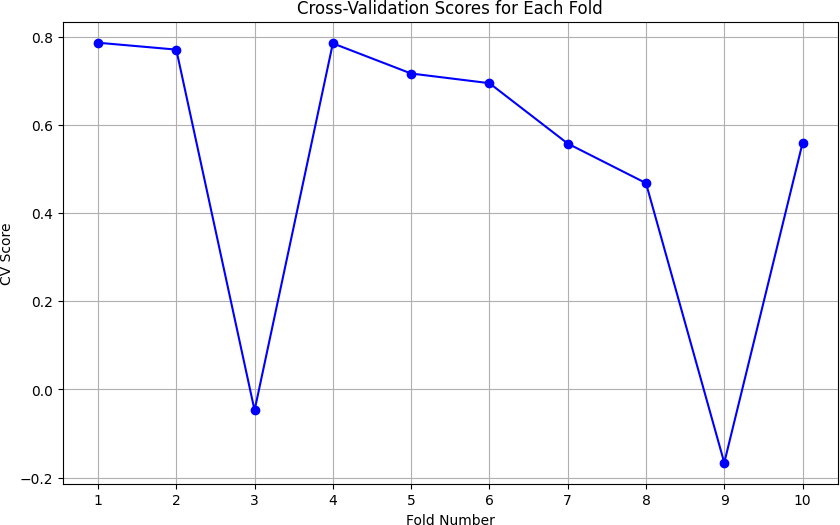 Cross-Validation Scores for Each Fold
CV Score
0.8
0.6
0.4
0.2
0.0
−0.2
1 2 3 4 5 6 7 8 9 10
Fold Number